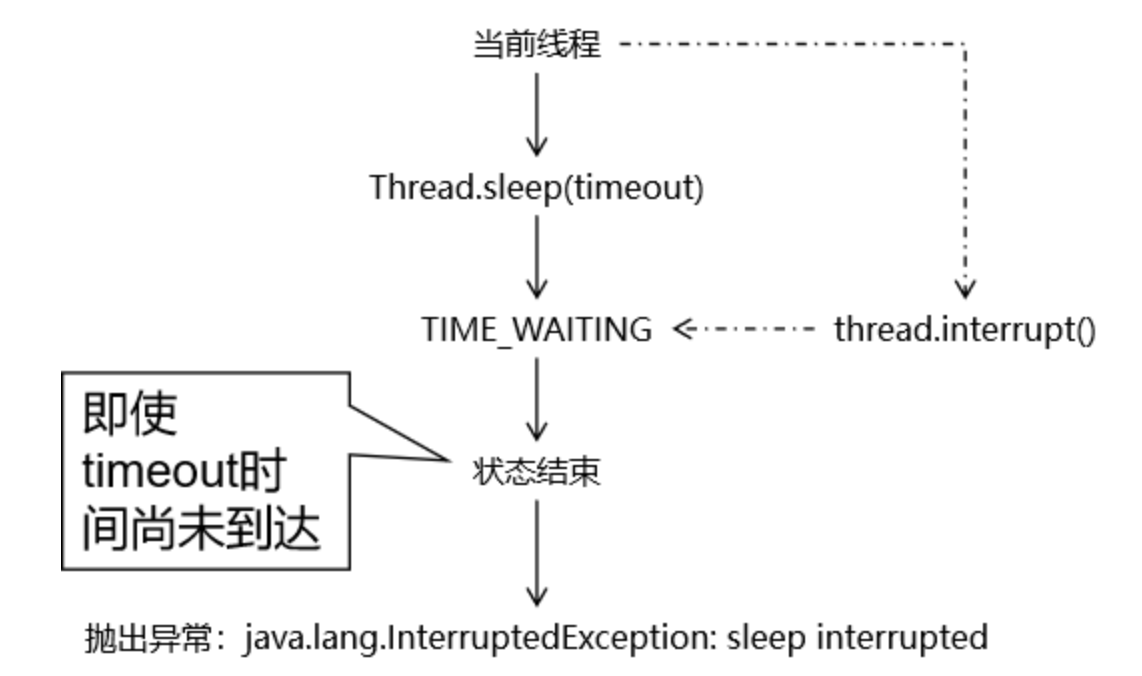 当前线程
Thread.sleep(timeout)
TIME_WAITING
thread.interrupt()
即使
timeout时
间尚未到达
状态结束
抛出异常：java.lang.InterruptedException: sleep interrupted